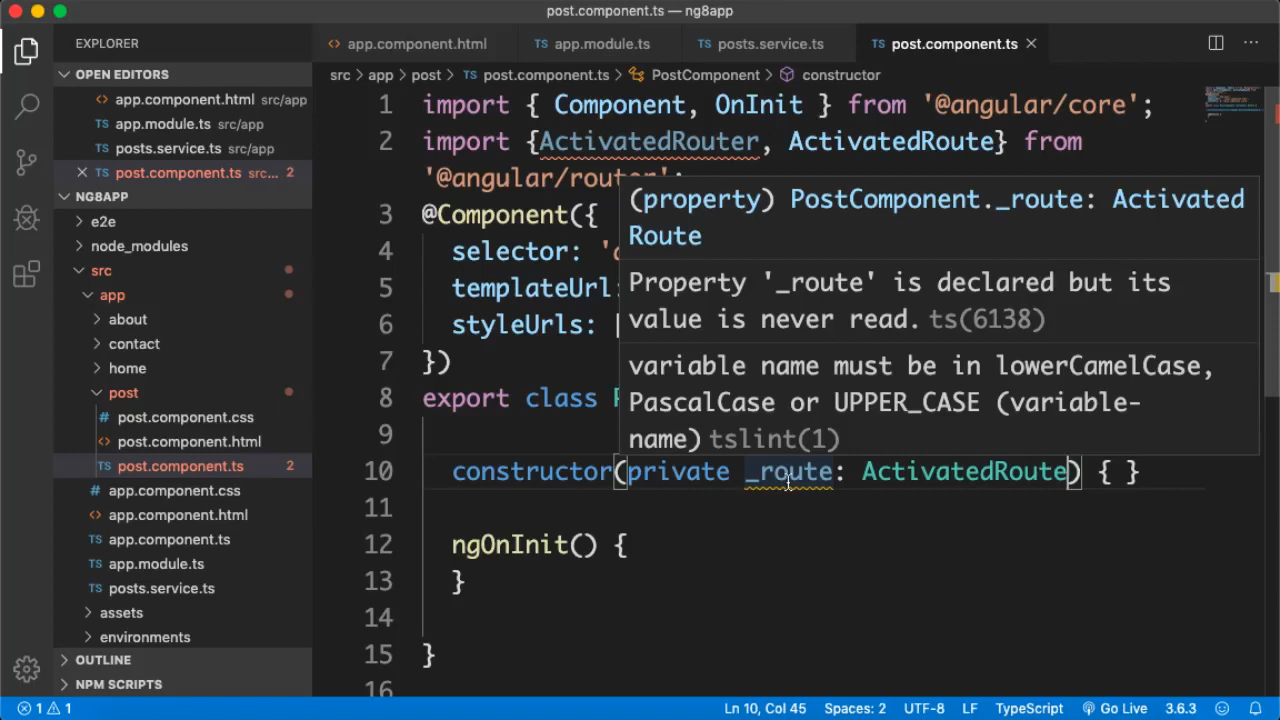 post.component.ts — ng8app
EXPLORER
OPEN EDITORS
app.component.html src/app
app.module.ts src/app
posts.service.ts src/app
post.component.ts src... 2
NG8APP
e2e
node_modules
src
app
about
contact
home
post
post.component.css
post.component.html
TS post.component.ts 2
app.component.css
app.component.html
TS app.component.ts
TS app.module.ts
TS posts.service.ts
assets
environments
OUTLINE
NPM SCRIPTS
app.component.html TS app.module.ts TS posts.service.ts TS post.component.ts
src > app > post > TS post.component.ts > PostComponent > constructor
1 import { Component, OnInit } from '@angular/core';
2 import {ActivatedRouter, ActivatedRoute} from
'@angular/router';
3 @Component({
4 selector: '
5 templateUrl:
6 styleUrls: [
7 })
8 export class P
9
10 constructor(private _route: ActivatedRoute) { }
11
12 ngOnInit() {
13 }
14
15 }
16
(property) PostComponent._route: Activated
Route
Property '_route' is declared but its
value is never read. ts(6138)
variable name must be in lowerCamelCase,
PascalCase or UPPER_CASE (variable-
name) tslint(1)
1 1 Ln 10, Col 45 Spaces: 2 UTF-8 LF TypeScript Go Live 3.6.3